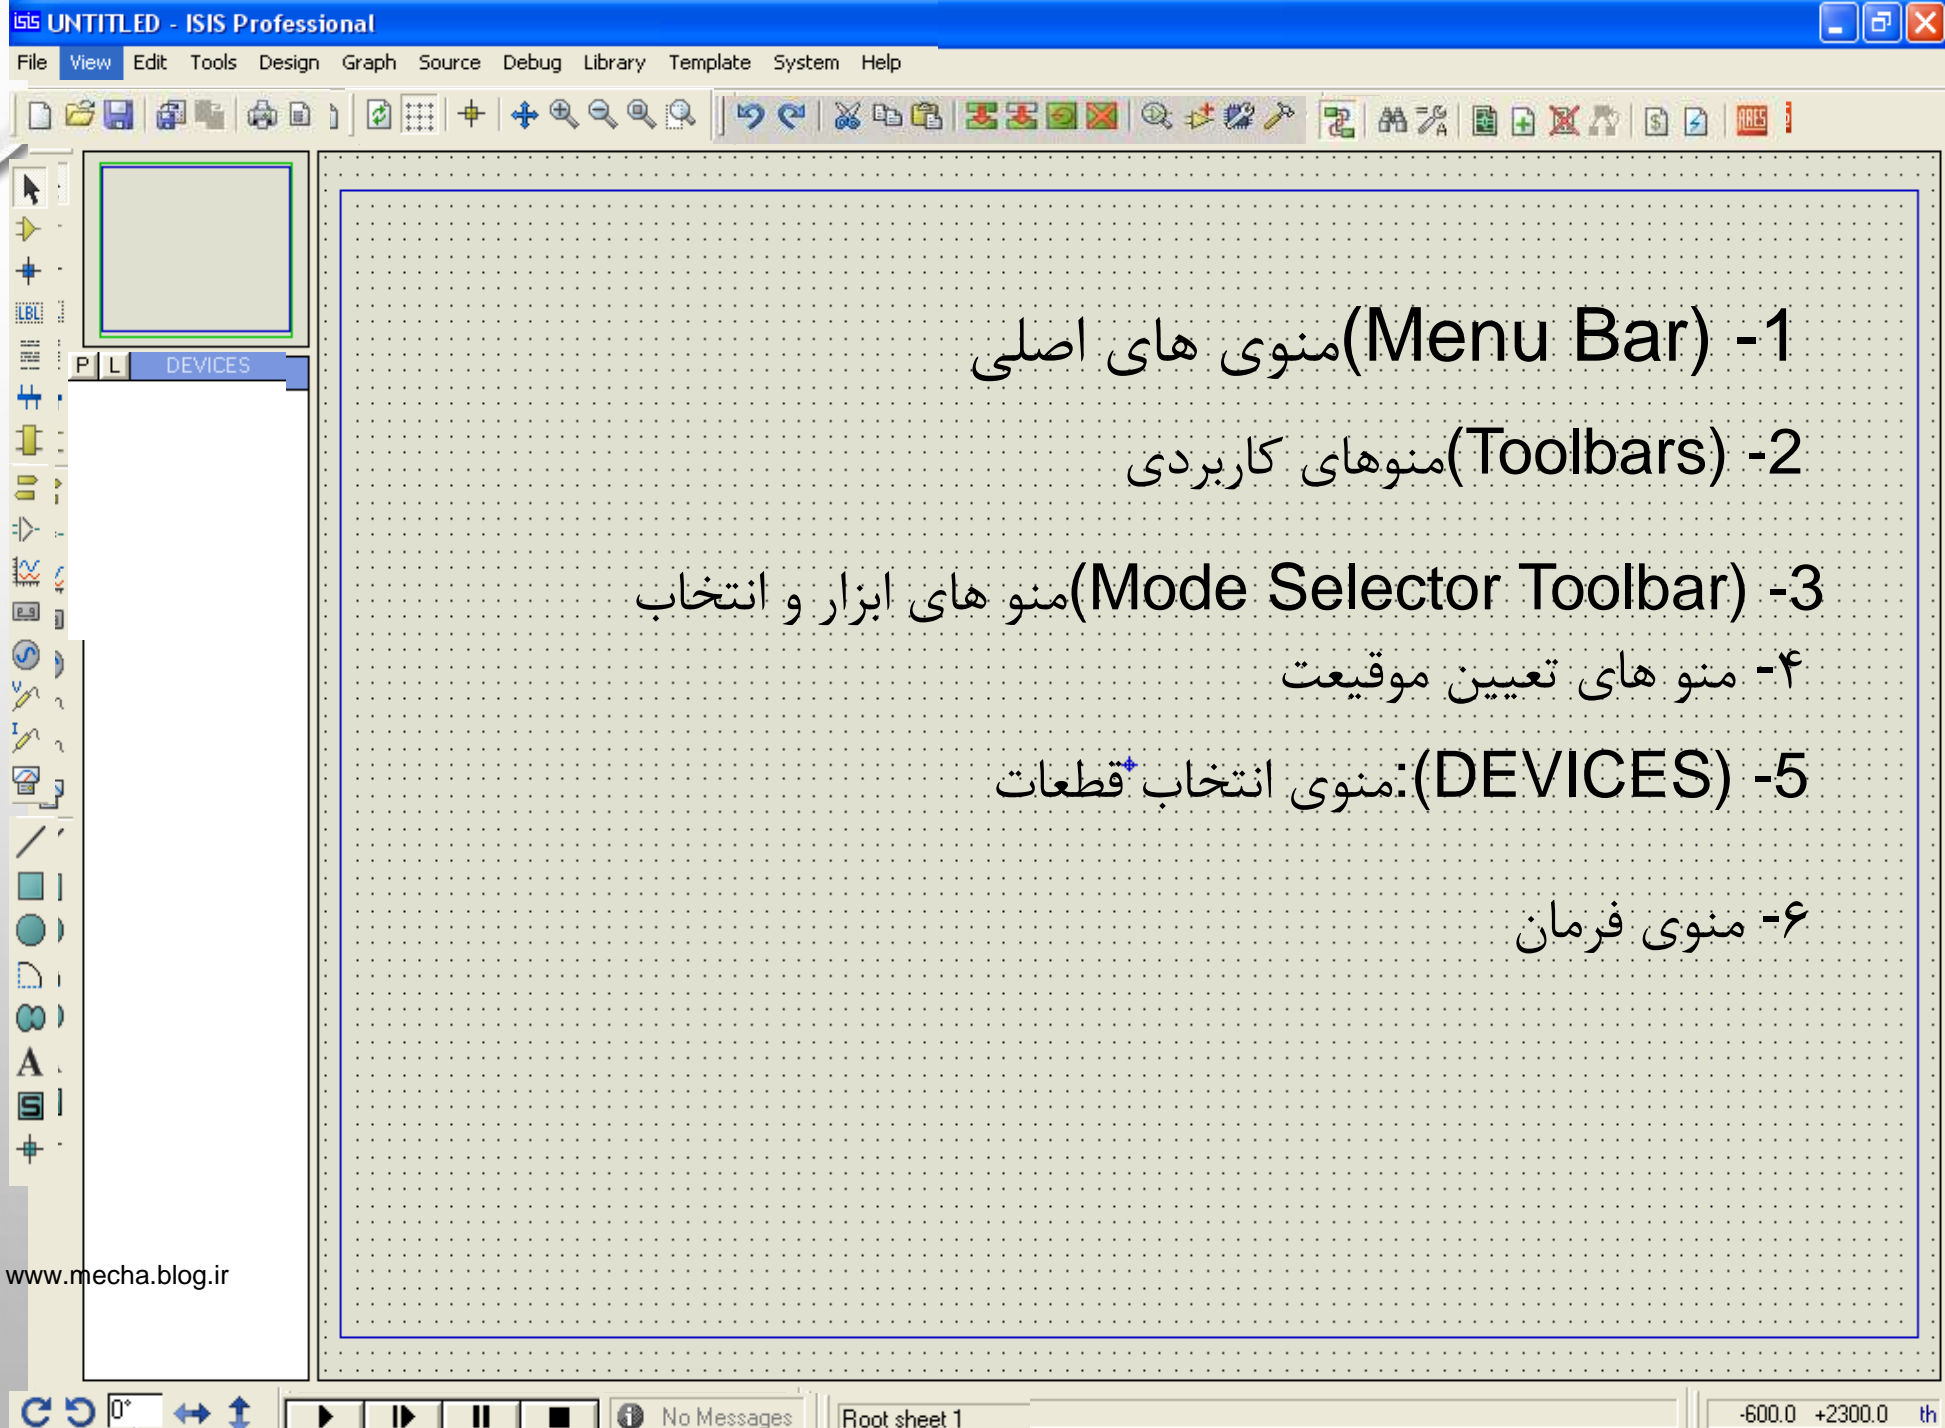 isis UNTITLED - ISIS Professional
File View Edit Tools Design Graph Source Debug Library Template System Help
ARES
LBL
P L DEVICES
1- (Menu Bar)منوی های اصلی
2- (Toolbars)منوهای کاربردی
3- (Mode Selector Toolbar)منو های ابزار و انتخاب
۴- منو های تعیین موقیعت
5- (DEVICES):منوی انتخاب قطعات
۶- منوی فرمان
A
S
www.mecha.blog.ir
0°
No Messages
Root sheet 1
-600.0 +2300.0 th